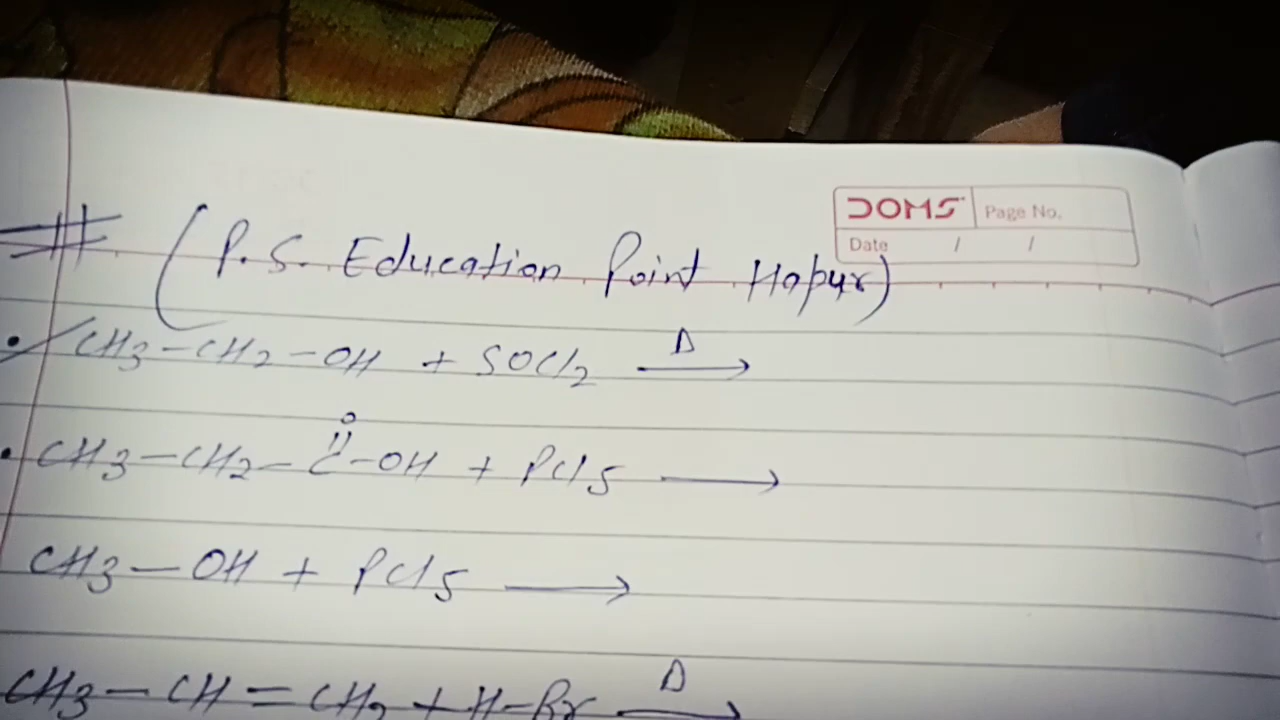 DOMS Page No.
Date / /
# (P.S. Education Point Hapur)
• CH3-CH2-OH + SOCl2 →Δ
O
• CH3-CH2-C-OH + PCl5 →
CH3-OH + PCl5 →
CH3-CH=CH2 + H-Br →Δ